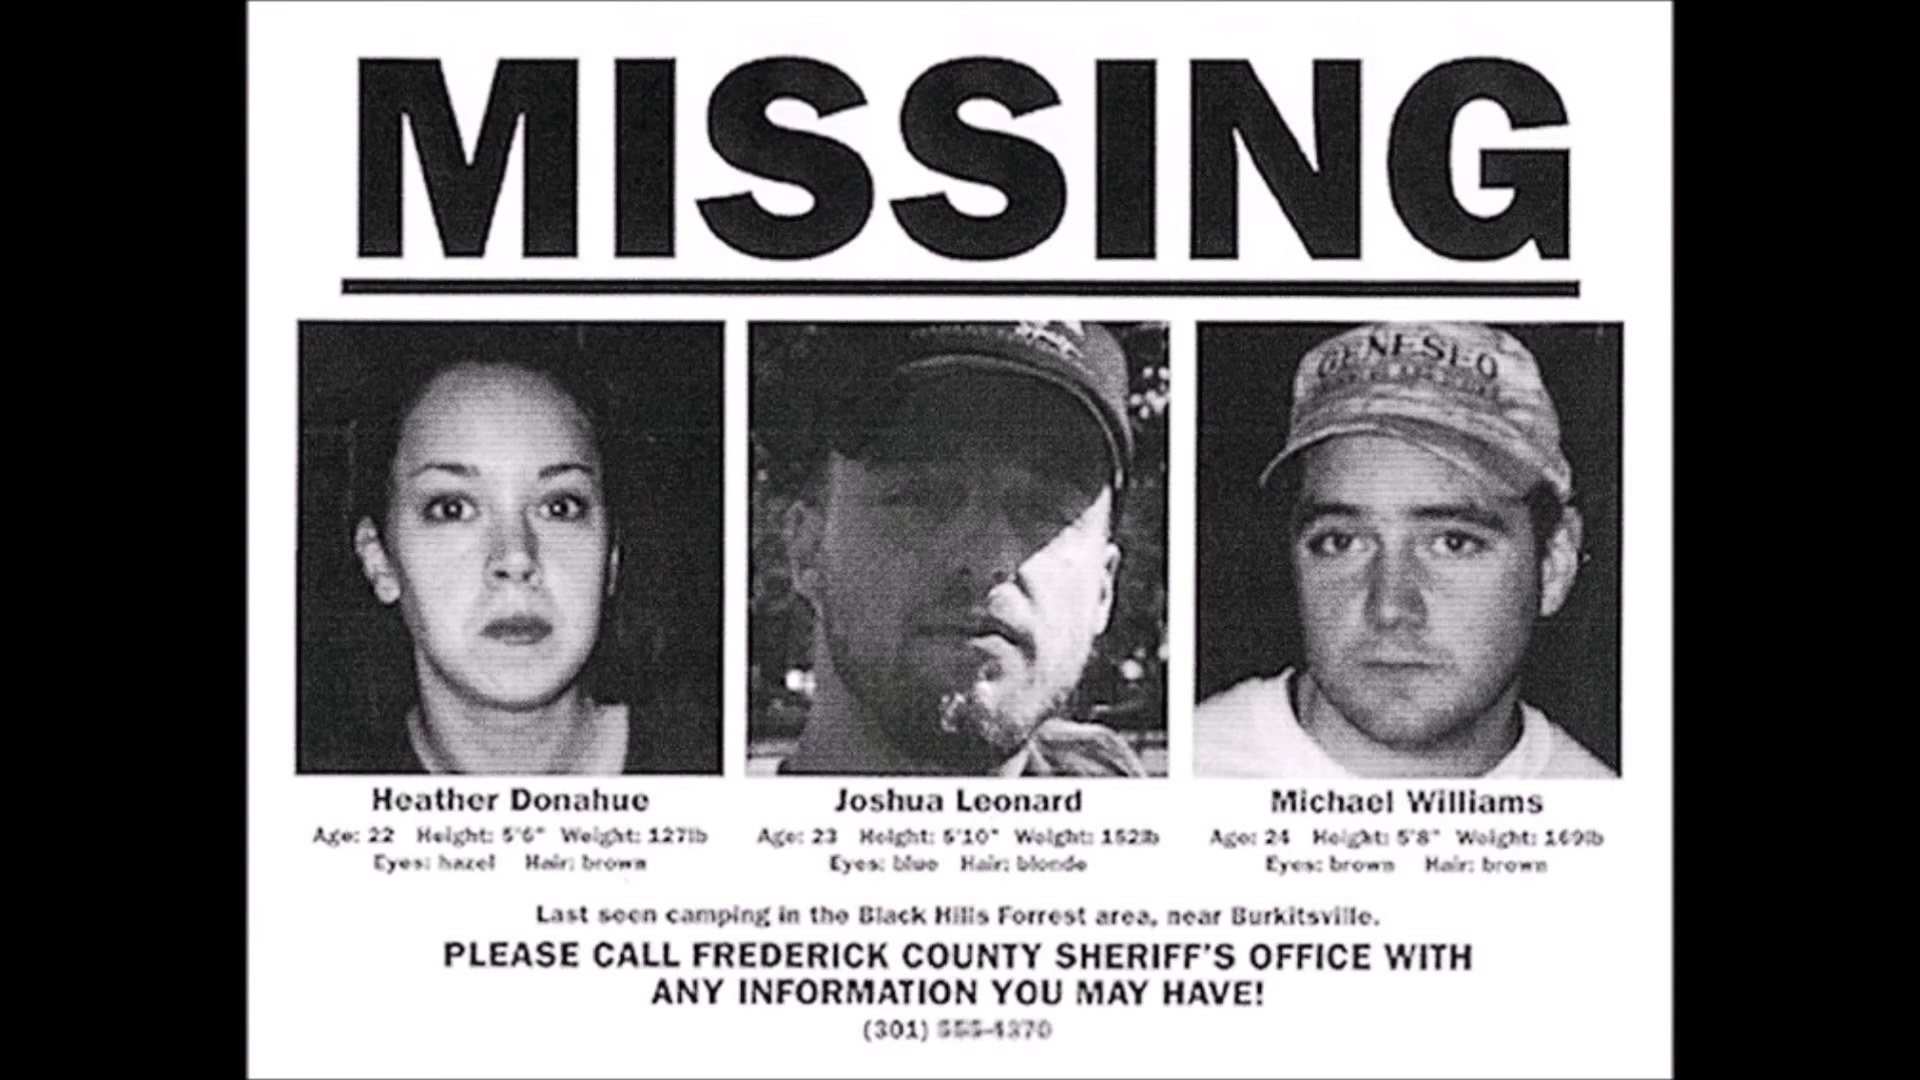 MISSING
GENESEO
Heather Donahue
Joshua Leonard
Michael Williams
Age: 22 Height: 5'6" Weight: 127lb
Age: 23 Height: 5'10" Weight: 152lb
Age: 24 Height: 5'8" Weight: 169lb
Eyes: hazel Hair: brown
Eyes: blue Hair: blonde
Eyes: brown Hair: brown
Last seen camping in the Black Hills Forrest area, near Burkitsville.
PLEASE CALL FREDERICK COUNTY SHERIFF'S OFFICE WITH
ANY INFORMATION YOU MAY HAVE!
(301) 555-4370